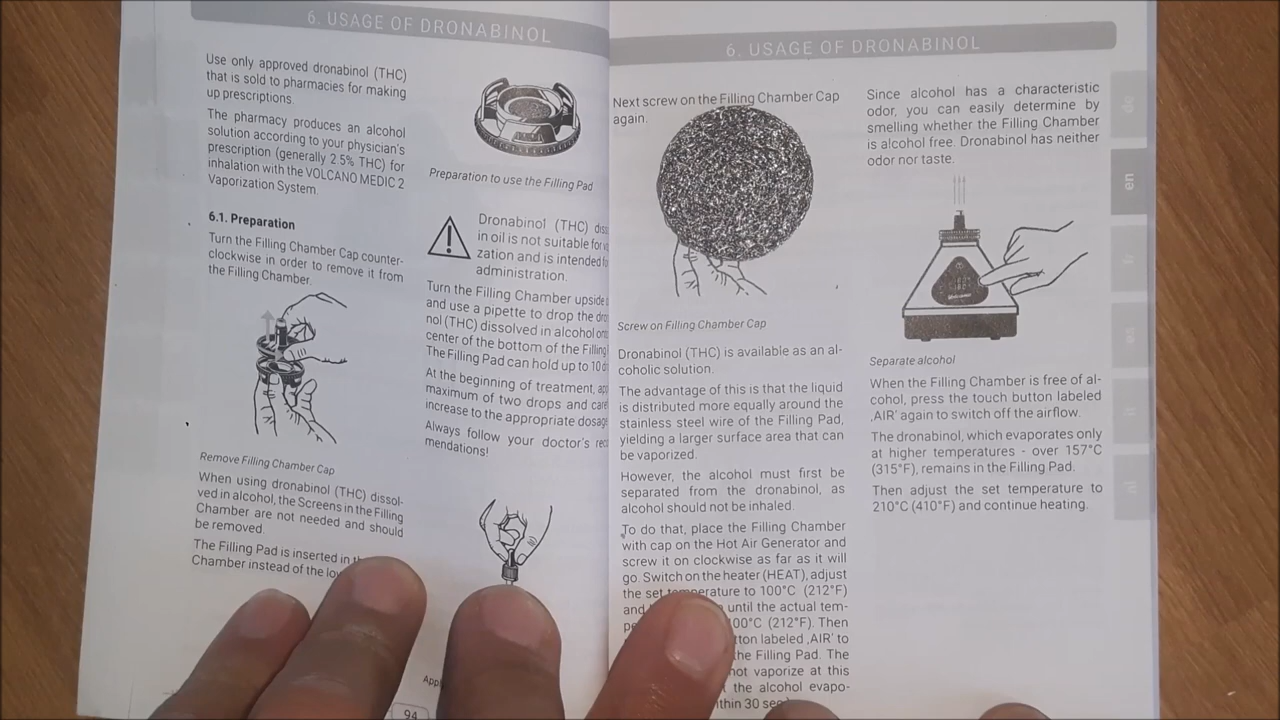 6. USAGE OF DRONABINOL
Use only approved dronabinol (THC)
that is sold to pharmacies for making
up prescriptions.
The pharmacy produces an alcohol
solution according to your physician's
prescription (generally 2.5% THC) for
inhalation with the VOLCANO MEDIC 2
Vaporization System.
6.1. Preparation
Turn the Filling Chamber Cap counter-
clockwise in order to remove it from
the Filling Chamber.
Remove Filling Chamber Cap
When using dronabinol (THC) dissol-
ved in alcohol, the Screens in the Filling
Chamber are not needed and should
be removed.
The Filling Pad is inserted in
Chamber instead of the
Preparation to use the Filling Pad
Dronabinol (THC)
in oil is not suitable for
zation and is intended
administration.
Turn the Filling Chamber upside
and use a pipette to drop the
nol (THC) dissolved in alcohol
center of the bottom of the Filling
The Filling Pad can hold up to 10
At the beginning of treatment,
maximum of two drops and
increase to the appropriate
Always follow your doctor's
mendations!
94
6. USAGE OF DRONABINOL
Next screw on the Filling Chamber Cap
again.
Screw on Filling Chamber Cap
Dronabinol (THC) is available as an al-
coholic solution.
The advantage of this is that the liquid
is distributed more equally around the
stainless steel wire of the Filling Pad,
yielding a larger surface area that can
be vaporized.
However, the alcohol must first be
separated from the dronabinol, as
alcohol should not be inhaled.
To do that, place the Filling Chamber
with cap on the Hot Air Generator and
screw it on clockwise as far as it will
go. Switch on the heater (HEAT), adjust
the set temperature to 100°C (212°F)
and until the actual tem-
100°C (212°F). Then
labeled ‚AIR' to
the Filling Pad. The
not vaporize at this
the alcohol evapo-
Since alcohol has a characteristic
odor, you can easily determine by
smelling whether the Filling Chamber
is alcohol free. Dronabinol has neither
odor nor taste.
Separate alcohol
When the Filling Chamber is free of al-
cohol, press the touch button labeled
‚AIR' again to switch off the airflow.
The dronabinol, which evaporates only
at higher temperatures - over 157°C
(315°F), remains in the Filling Pad.
Then adjust the set temperature to
210°C (410°F) and continue heating.
de
en
fr
es
it
nl